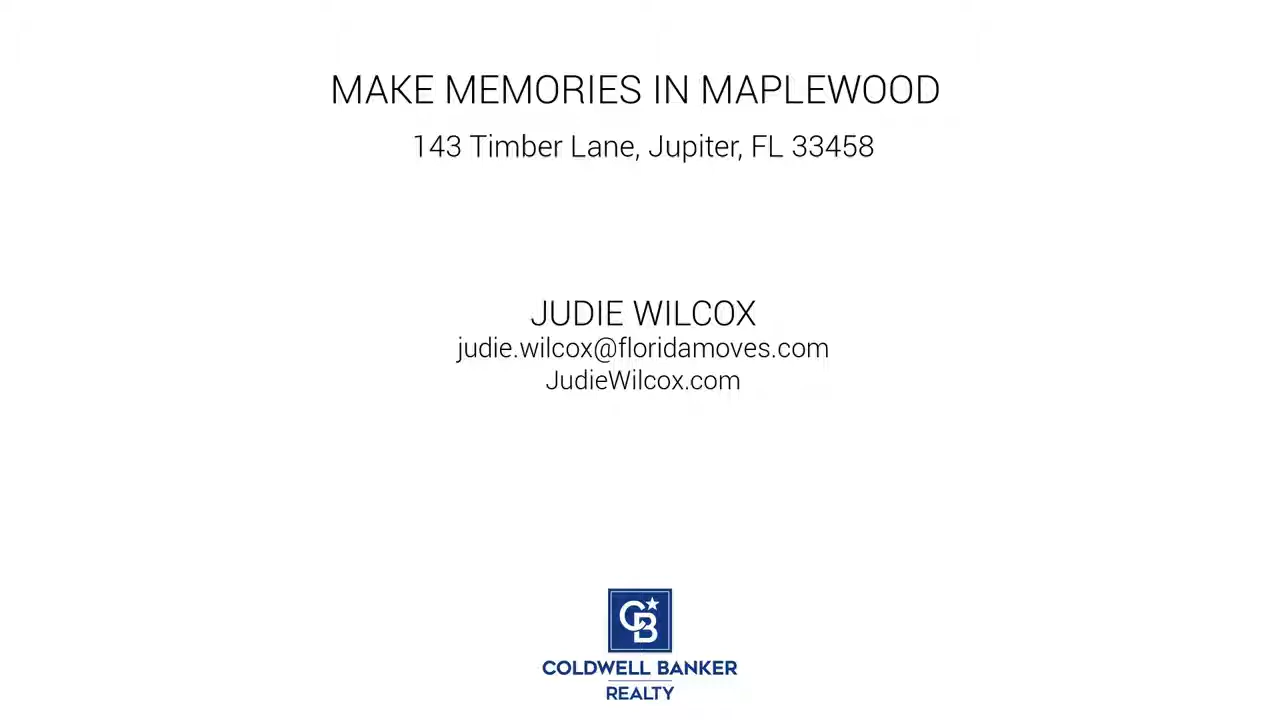 MAKE MEMORIES IN MAPLEWOOD
143 Timber Lane, Jupiter, FL 33458
JUDIE WILCOX
judie.wilcox@floridamoves.com
JudieWilcox.com
CB
COLDWELL BANKER
REALTY